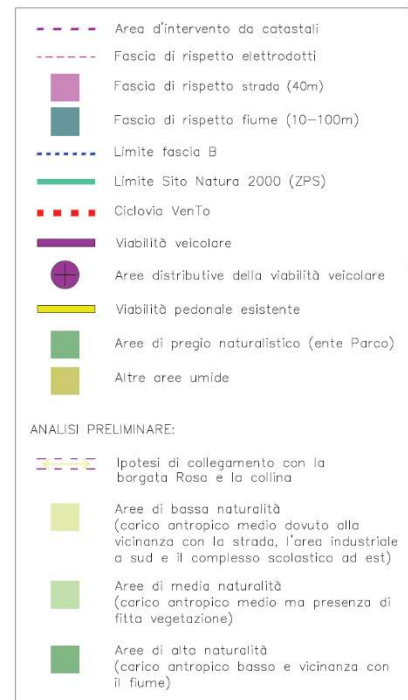 Area d'intervento da catastali
Fascia di rispetto elettrodotti
Fascia di rispetto strada (40m)
Fascia di rispetto fiume (10-100m)
Limite fascia B
Limite Sito Natura 2000 (ZPS)
Ciclovia VenTo
Viabilità veicolare
Aree distributive della viabilità veicolare
Viabilità pedonale esistente
Aree di pregio naturalistico (ente Parco)
Altre aree umide
ANALISI PRELIMINARE:
Ipotesi di collegamento con la
borgata Rosa e la collina
Aree di bassa naturalità
(carico antropico medio dovuto alla
vicinanza con la strada, l'area industriale
a sud e il complesso scolastico ad est)
Aree di media naturalità
(carico antropico medio ma presenza di
fitta vegetazione)
Aree di alta naturalità
(carico antropico basso e vicinanza con
il fiume)